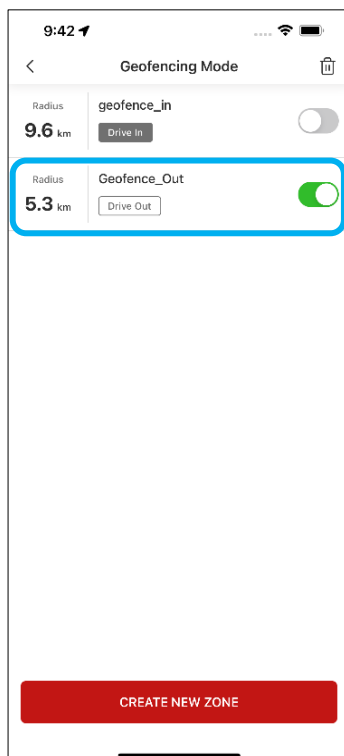 9:42
Geofencing Mode
Radius
9.6 km
geofence_in
Drive In
Radius
5.3 km
Geofence_Out
Drive Out
CREATE NEW ZONE